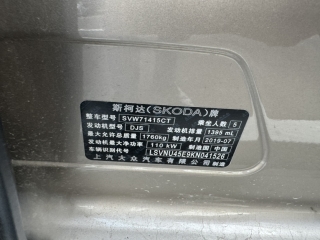 斯柯达(SKODA)牌
整车型号 SVW71415CT 乘坐人数 5
发动机型号 DJS 发动机排量 1395 mL
最大允许总质量 1760kg 制造年月 2019-07
发动机最大净功率 110 kW 制造国 中国
车辆识别代号 LSVNU45E9KN041526
上汽大众汽车有限公司 制造